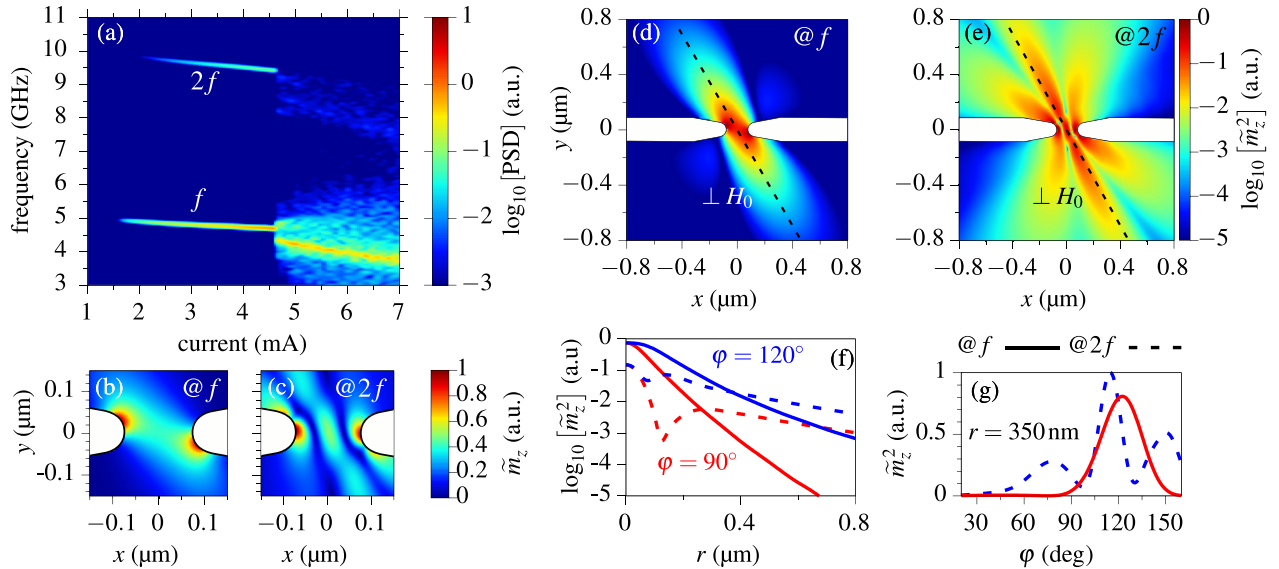 (a)
11
10
9
8
7
6
5
4
3
frequency (GHz)
2f
f
1 2 3 4 5 6 7
current (mA)
1
0
−1
−2
−3
log₁₀[PSD] (a.u.)
(b) @f
0.1
0
-0.1
y (µm)
−0.1 0 0.1
x (µm)
(c) @2f
−0.1 0 0.1
x (µm)
1
0.8
0.6
0.4
0.2
0
m̃_z (a.u.)
(d) @f
0.8
0.4
0
−0.4
−0.8
y (µm)
⊥ H₀
−0.8 −0.4 0 0.4 0.8
x (µm)
(e) @2f
⊥ H₀
−0.8 −0.4 0 0.4 0.8
x (µm)
0
−1
−2
−3
−4
−5
log₁₀ [m̃_z²] (a.u.)
(f)
φ = 120°
φ = 90°
0
-1
-2
-3
-4
-5
log₁₀ [m̃_z²] (a.u)
0 0.4 0.8
r (µm)
@f @2f
(g)
r = 350 nm
1
0.5
0
m̃_z² (a.u.)
30 60 90 120 150
φ (deg)